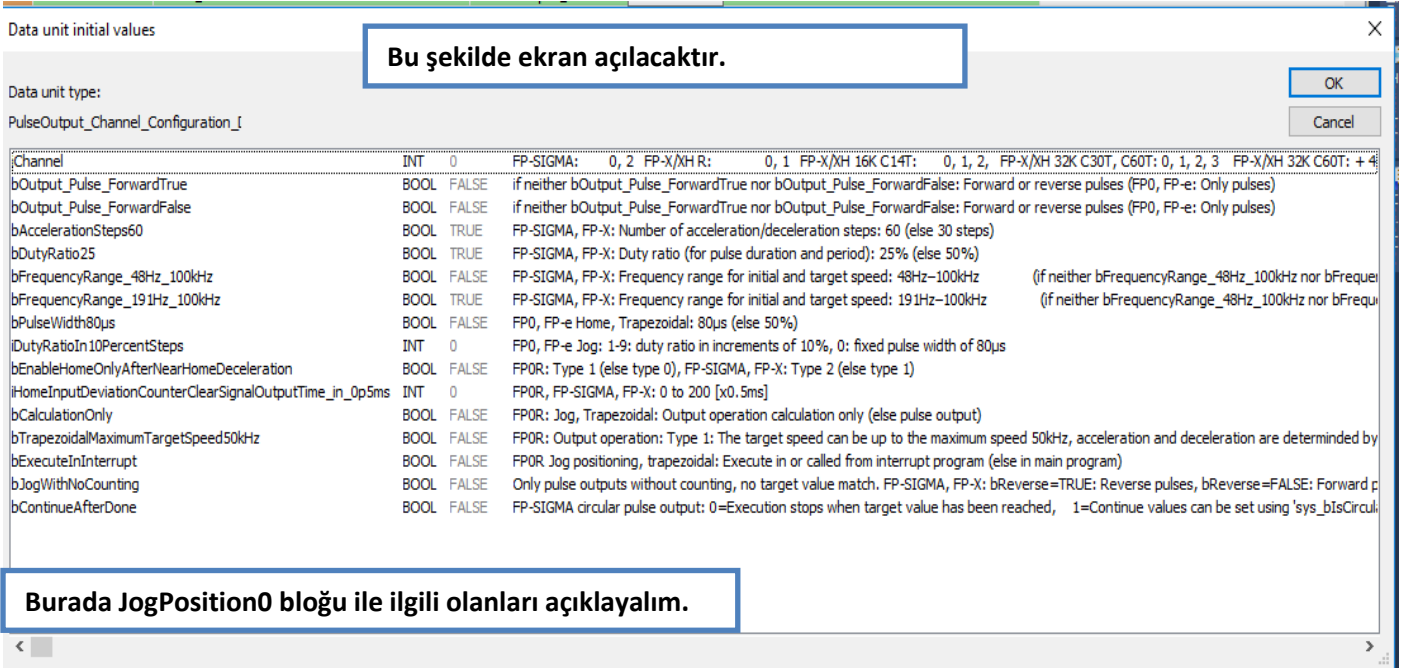 Data unit initial values
Bu şekilde ekran açılacaktır.
OK
Data unit type:
PulseOutput_Channel_Configuration_[
Cancel
iChannel INT 0 FP-SIGMA: 0, 2 FP-X/XH R: 0, 1 FP-X/XH 16K C14T: 0, 1, 2, FP-X/XH 32K C30T, C60T: 0, 1, 2, 3 FP-X/XH 32K C60T: + 4
bOutput_Pulse_ForwardTrue BOOL FALSE if neither bOutput_Pulse_ForwardTrue nor bOutput_Pulse_ForwardFalse: Forward or reverse pulses (FP0, FP-e: Only pulses)
bOutput_Pulse_ForwardFalse BOOL FALSE if neither bOutput_Pulse_ForwardTrue nor bOutput_Pulse_ForwardFalse: Forward or reverse pulses (FP0, FP-e: Only pulses)
bAccelerationSteps60 BOOL TRUE FP-SIGMA, FP-X: Number of acceleration/deceleration steps: 60 (else 30 steps)
bDutyRatio25 BOOL TRUE FP-SIGMA, FP-X: Duty ratio (for pulse duration and period): 25% (else 50%)
bFrequencyRange_48Hz_100kHz BOOL FALSE FP-SIGMA, FP-X: Frequency range for initial and target speed: 48Hz–100kHz (if neither bFrequencyRange_48Hz_100kHz nor bFrequen
bFrequencyRange_191Hz_100kHz BOOL TRUE FP-SIGMA, FP-X: Frequency range for initial and target speed: 191Hz–100kHz (if neither bFrequencyRange_48Hz_100kHz nor bFreque
bPulseWidth80µs BOOL FALSE FP0, FP-e Home, Trapezoidal: 80µs (else 50%)
iDutyRatioIn10PercentSteps INT 0 FP0, FP-e Jog: 1-9: duty ratio in increments of 10%, 0: fixed pulse width of 80µs
bEnableHomeOnlyAfterNearHomeDeceleration BOOL FALSE FP0R: Type 1 (else type 0), FP-SIGMA, FP-X: Type 2 (else type 1)
iHomeInputDeviationCounterClearSignalOutputTime_in_0p5ms INT 0 FP0R, FP-SIGMA, FP-X: 0 to 200 [x0.5ms]
bCalculationOnly BOOL FALSE FP0R: Jog, Trapezoidal: Output operation calculation only (else pulse output)
bTrapezoidalMaximumTargetSpeed50kHz BOOL FALSE FP0R: Output operation: Type 1: The target speed can be up to the maximum speed 50kHz, acceleration and deceleration are determinded by
bExecuteInInterrupt BOOL FALSE FP0R Jog positioning, trapezoidal: Execute in or called from interrupt program (else in main program)
bJogWithNoCounting BOOL FALSE Only pulse outputs without counting, no target value match. FP-SIGMA, FP-X: bReverse=TRUE: Reverse pulses, bReverse=FALSE: Forward p
bContinueAfterDone BOOL FALSE FP-SIGMA circular pulse output: 0=Execution stops when target value has been reached, 1=Continue values can be set using 'sys_bIsCircul
Burada JogPosition0 bloğu ile ilgili olanları açıklayalım.